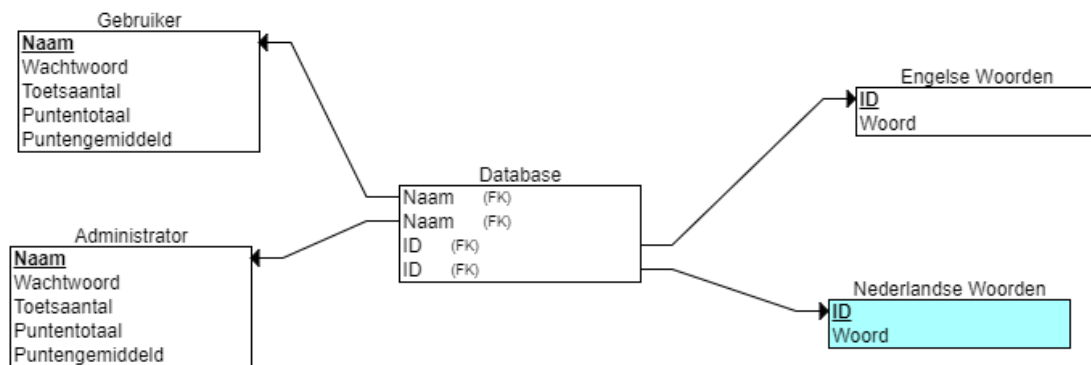 Gebruiker
Naam
Wachtwoord
Toetsaantal
Puntentotaal
Puntengemiddeld
Administrator
Naam
Wachtwoord
Toetsaantal
Puntentotaal
Puntengemiddeld
Database
Naam (FK)
Naam (FK)
ID (FK)
ID (FK)
Engelse Woorden
ID
Woord
Nederlandse Woorden
ID
Woord